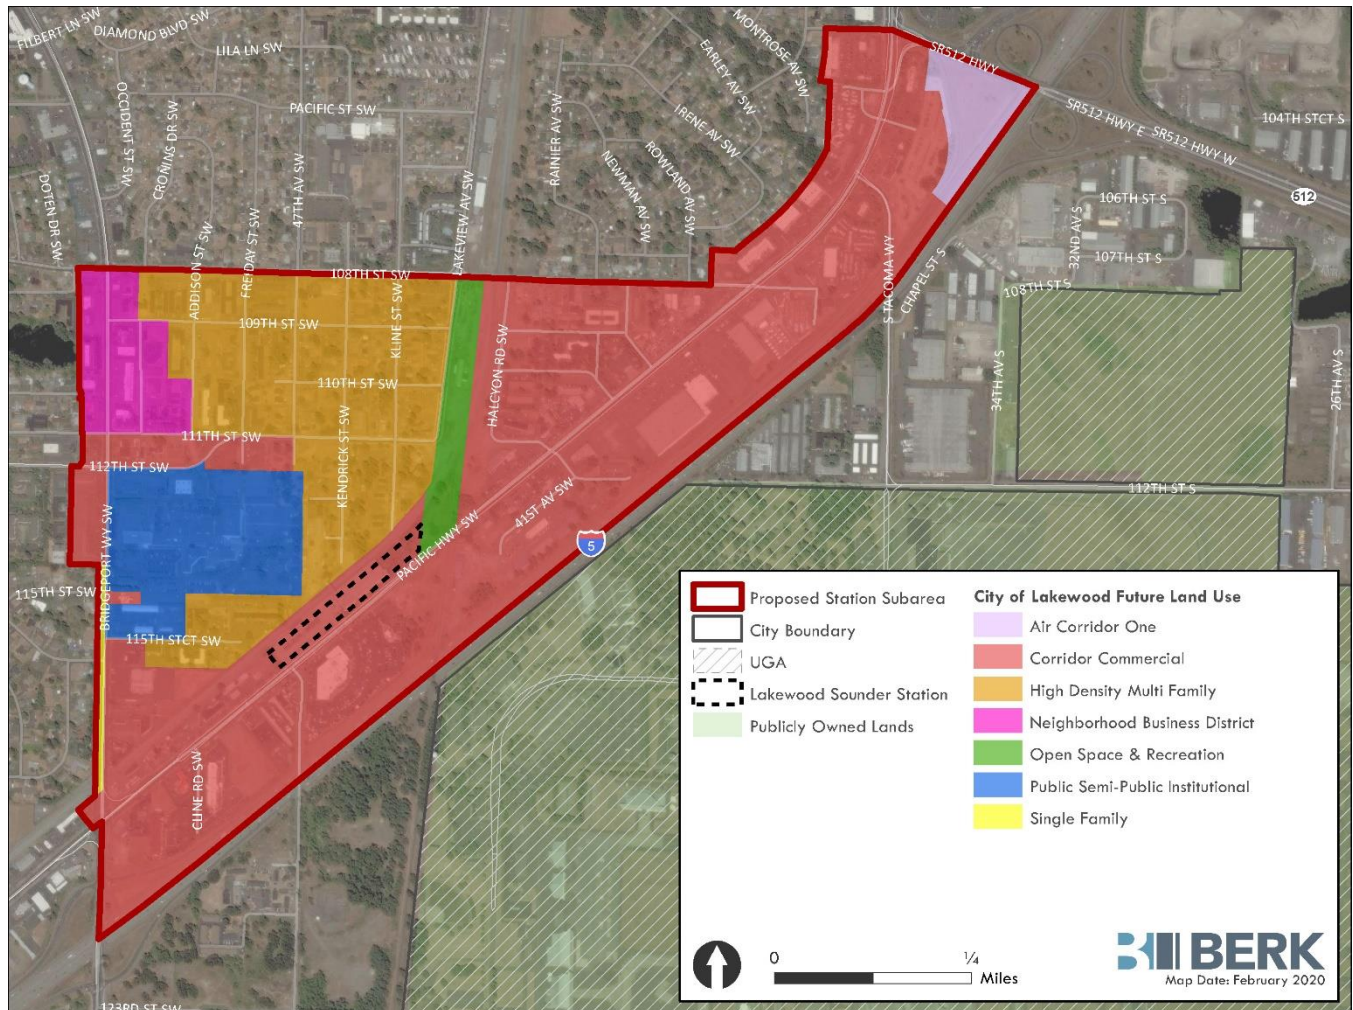 FILBERT LN SW
DIAMOND BLVD SW
LILA LN SW
MONTROSE AV SW
EARLEY AV SW
SR512 HWY
OCCIDENT ST SW
PACIFIC ST SW
IRENE AV SW
SR512 HWY E
SR512 HWY W
104TH STCT S
CRONINS DR SW
RAINIER AV SW
ROWLAND AV SW
NEWMAN AV SW
DOTEN DR SW
47TH AV SW
LAKEVIEW AV SW
106TH ST S
512
32ND AV S
107TH ST S
ADDISON ST SW
FREIDAY ST SW
108TH ST SW
S TACOMA WY
CHAPEL ST S
108TH ST S
109TH ST SW
KLINE ST SW
HALCYON RD SW
110TH ST SW
34TH AV S
26TH AV S
111TH ST SW
KENDRICK ST SW
112TH ST SW
112TH ST S
41ST AV SW
PACIFIC HWY SW
5
BRIDGEPORT WY SW
115TH ST SW
115TH STCT SW
CLINE RD SW
123RD ST SW
Proposed Station Subarea
City Boundary
UGA
Lakewood Sounder Station
Publicly Owned Lands
City of Lakewood Future Land Use
Air Corridor One
Corridor Commercial
High Density Multi Family
Neighborhood Business District
Open Space & Recreation
Public Semi-Public Institutional
Single Family
0 ¼
Miles
BERK
Map Date: February 2020